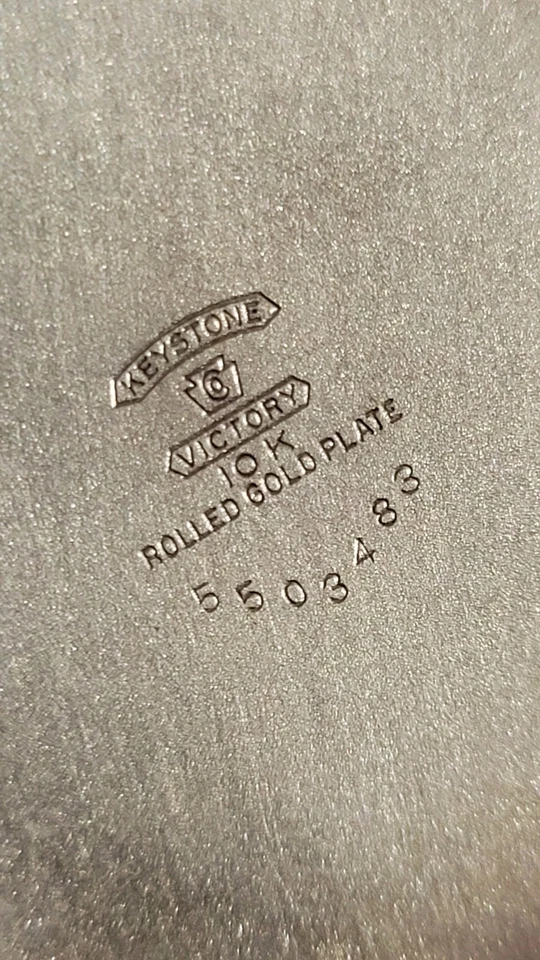 KEYSTONE
VICTORY
10K
ROLLED GOLD PLATE
5503483